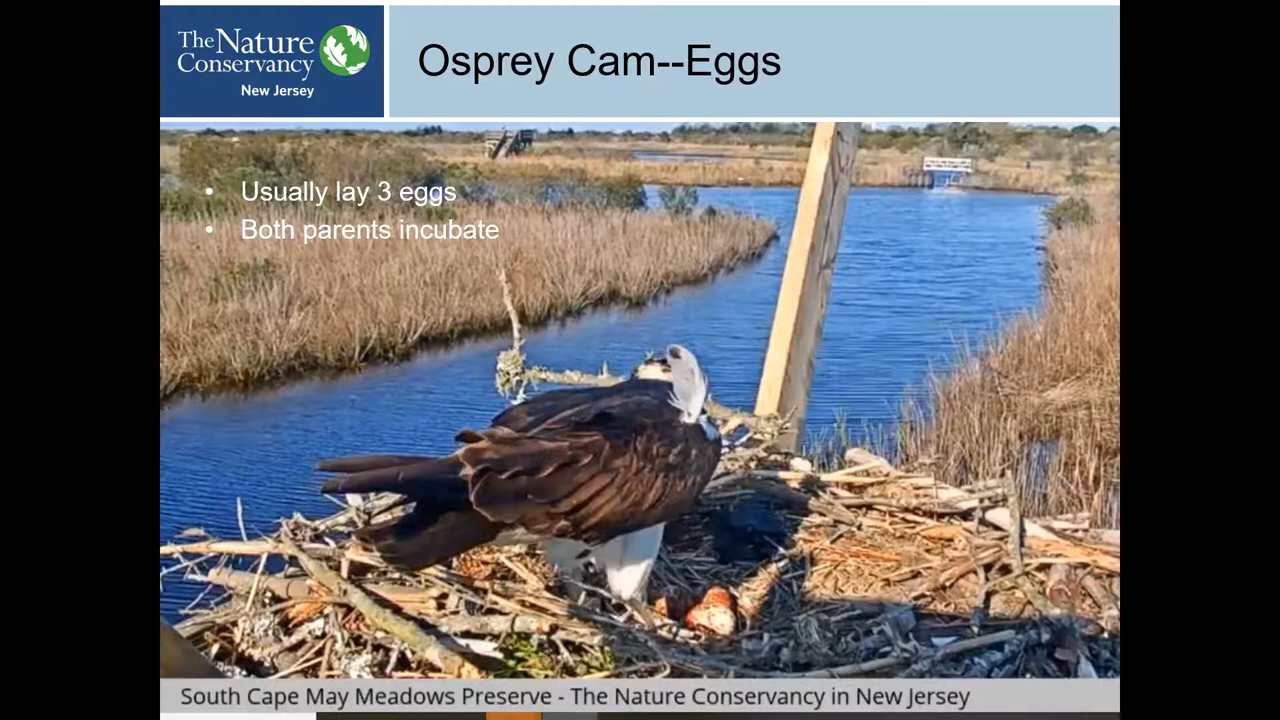 The Nature
Conservancy
New Jersey
Osprey Cam--Eggs
• Usually lay 3 eggs
• Both parents incubate
South Cape May Meadows Preserve - The Nature Conservancy in New Jersey